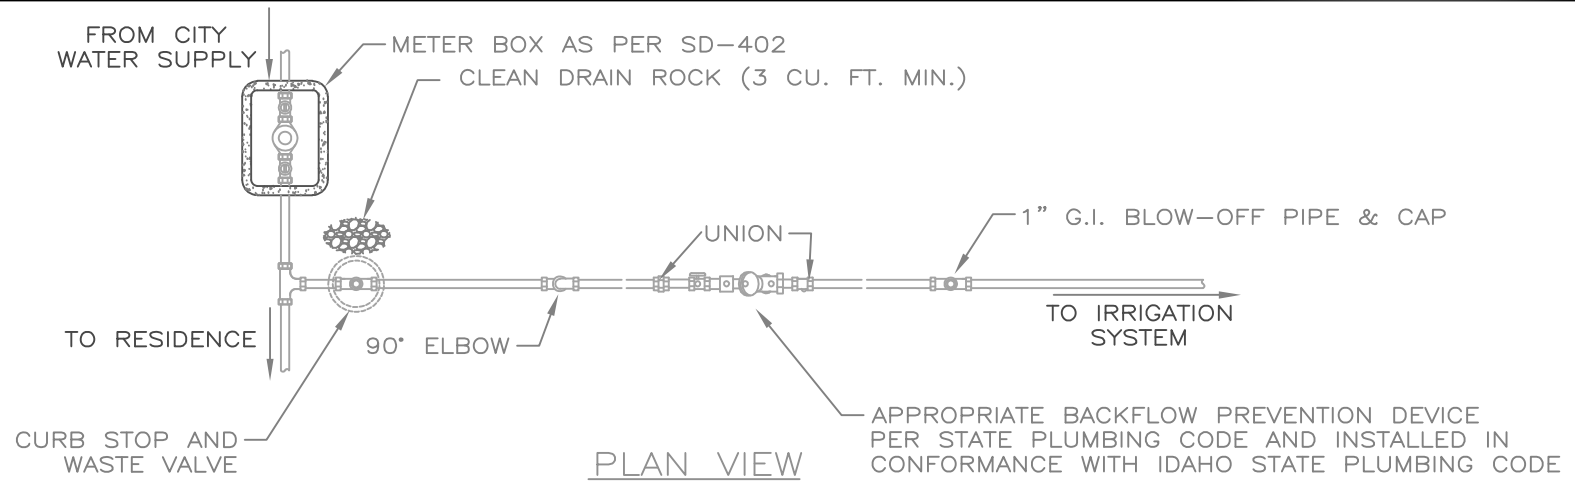 FROM CITY
WATER SUPPLY
METER BOX AS PER SD-402
CLEAN DRAIN ROCK (3 CU. FT. MIN.)
UNION
1" G.I. BLOW-OFF PIPE & CAP
TO RESIDENCE
90° ELBOW
TO IRRIGATION
SYSTEM
CURB STOP AND
WASTE VALVE
PLAN VIEW
APPROPRIATE BACKFLOW PREVENTION DEVICE
PER STATE PLUMBING CODE AND INSTALLED IN
CONFORMANCE WITH IDAHO STATE PLUMBING CODE